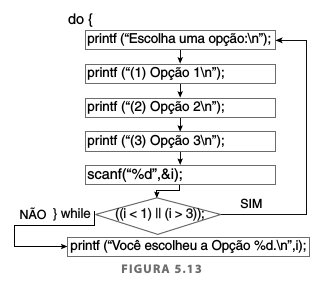 do {
printf (“Escolha uma opção:\n”);
printf (“(1) Opção 1\n”);
printf (“(2) Opção 2\n”);
printf (“(3) Opção 3\n”);
scanf(“%d”,&i);
SIM
NÃO } while ((i < 1) || (i > 3));
printf (“Você escolheu a Opção %d.\n”,i);
FIGURA 5.13